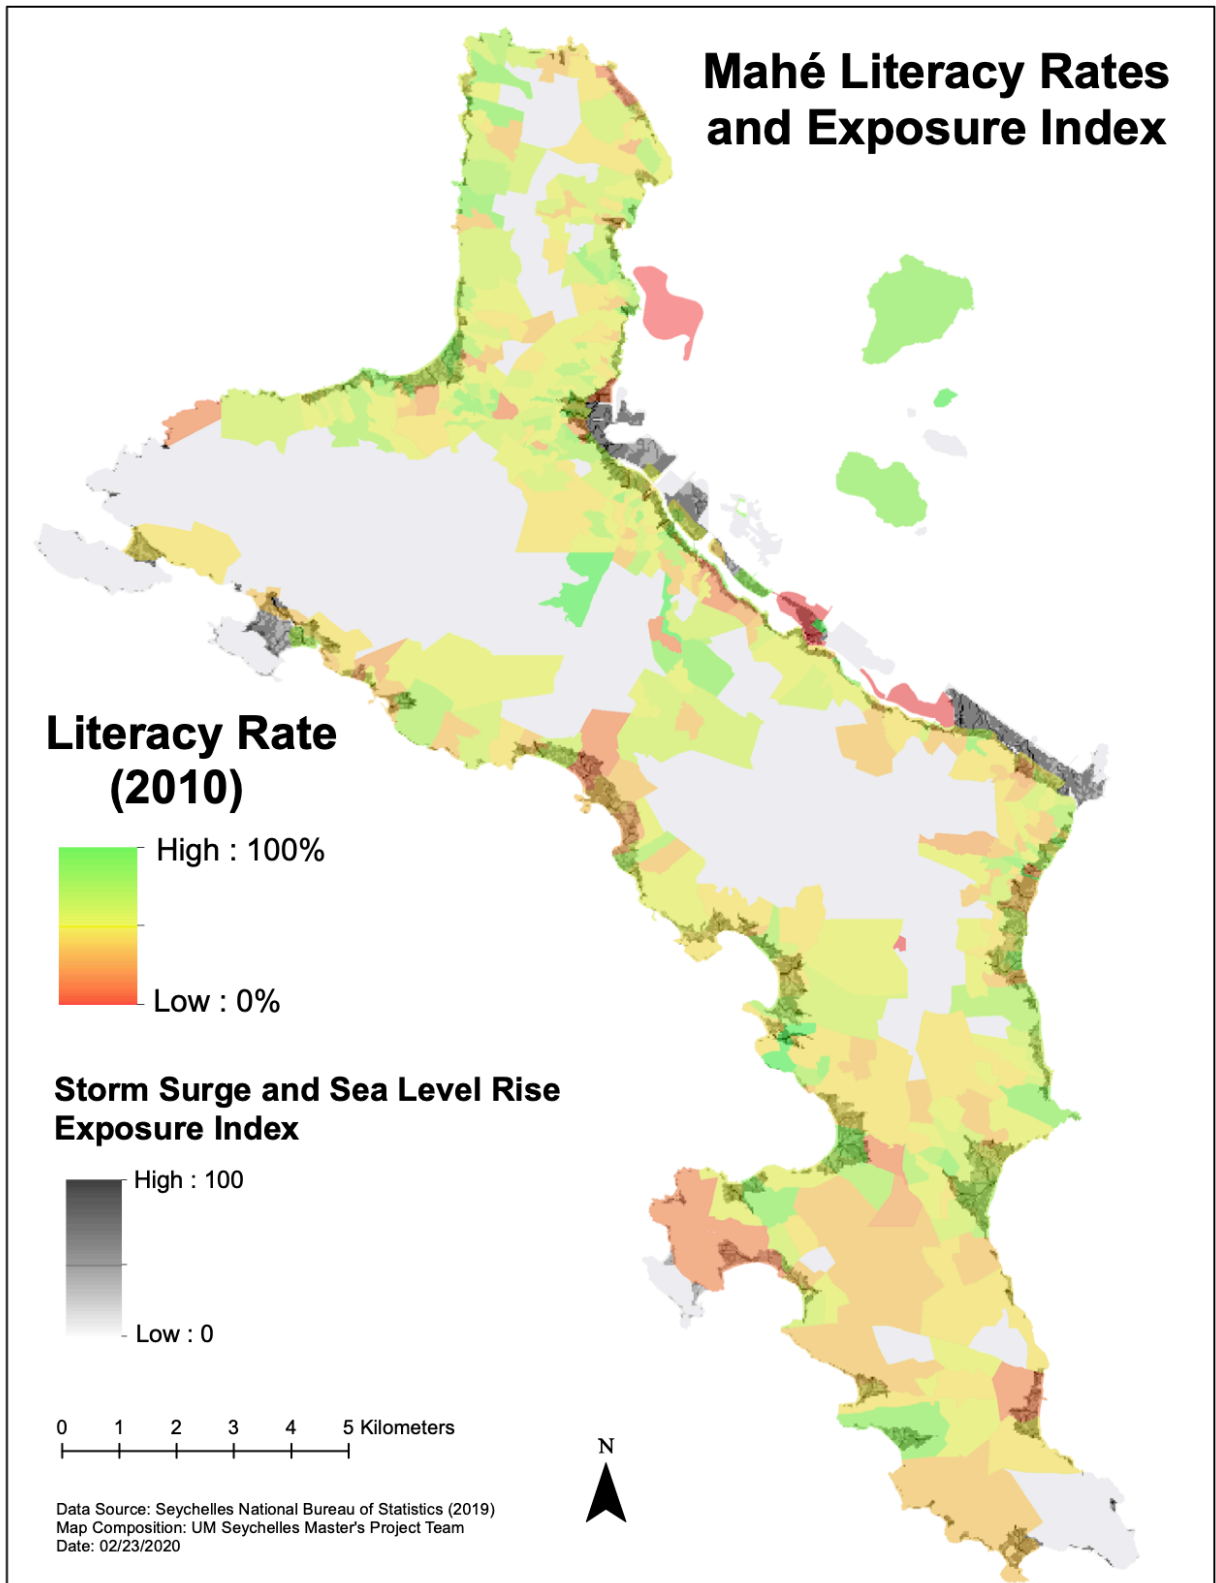 Mahé Literacy Rates
and Exposure Index
Literacy Rate
(2010)
High : 100%
Low : 0%
Storm Surge and Sea Level Rise
Exposure Index
High : 100
Low : 0
0 1 2 3 4 5 Kilometers
N
Data Source: Seychelles National Bureau of Statistics (2019)
Map Composition: UM Seychelles Master's Project Team
Date: 02/23/2020